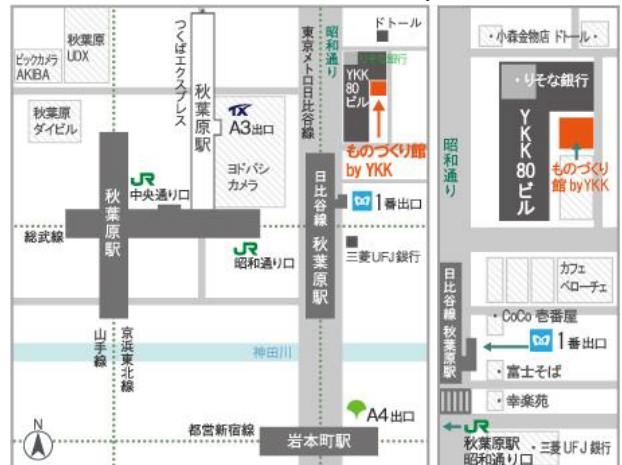 秋葉原
UDX
ビックカメラ
AKIBA
秋葉原
ダイビル
つくばエクスプレス
秋葉原駅
TX
A3出口
ヨドバシ
カメラ
東京メトロ日比谷線
昭和通り
ドトール
りそな銀行
YKK
80
ビル
ものづくり館
by YKK
JR
中央通り口
秋葉原駅
総武線
JR
昭和通り口
日比谷線 秋葉原駅
1番出口
三菱UFJ銀行
山手線
京浜東北線
神田川
N
都営新宿線
岩本町駅
A4出口
・小森金物店 ドトール・
・りそな銀行
YKK80ビル
昭和通り
ものづくり
館 by YKK
カフェ
ベローチェ
・CoCo 壱番屋
日比谷線 秋葉原駅
1番出口
・富士そば
・幸楽苑
JR
秋葉原駅
昭和通り口
・三菱UFJ銀行